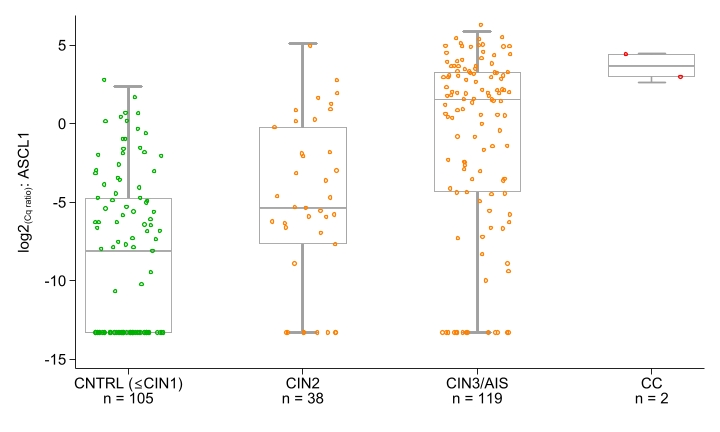 log2(Cq ratio): ASCL1
5
0
-5
-10
-15
CNTRL (≤CIN1)
n = 105
CIN2
n = 38
CIN3/AIS
n = 119
CC
n = 2